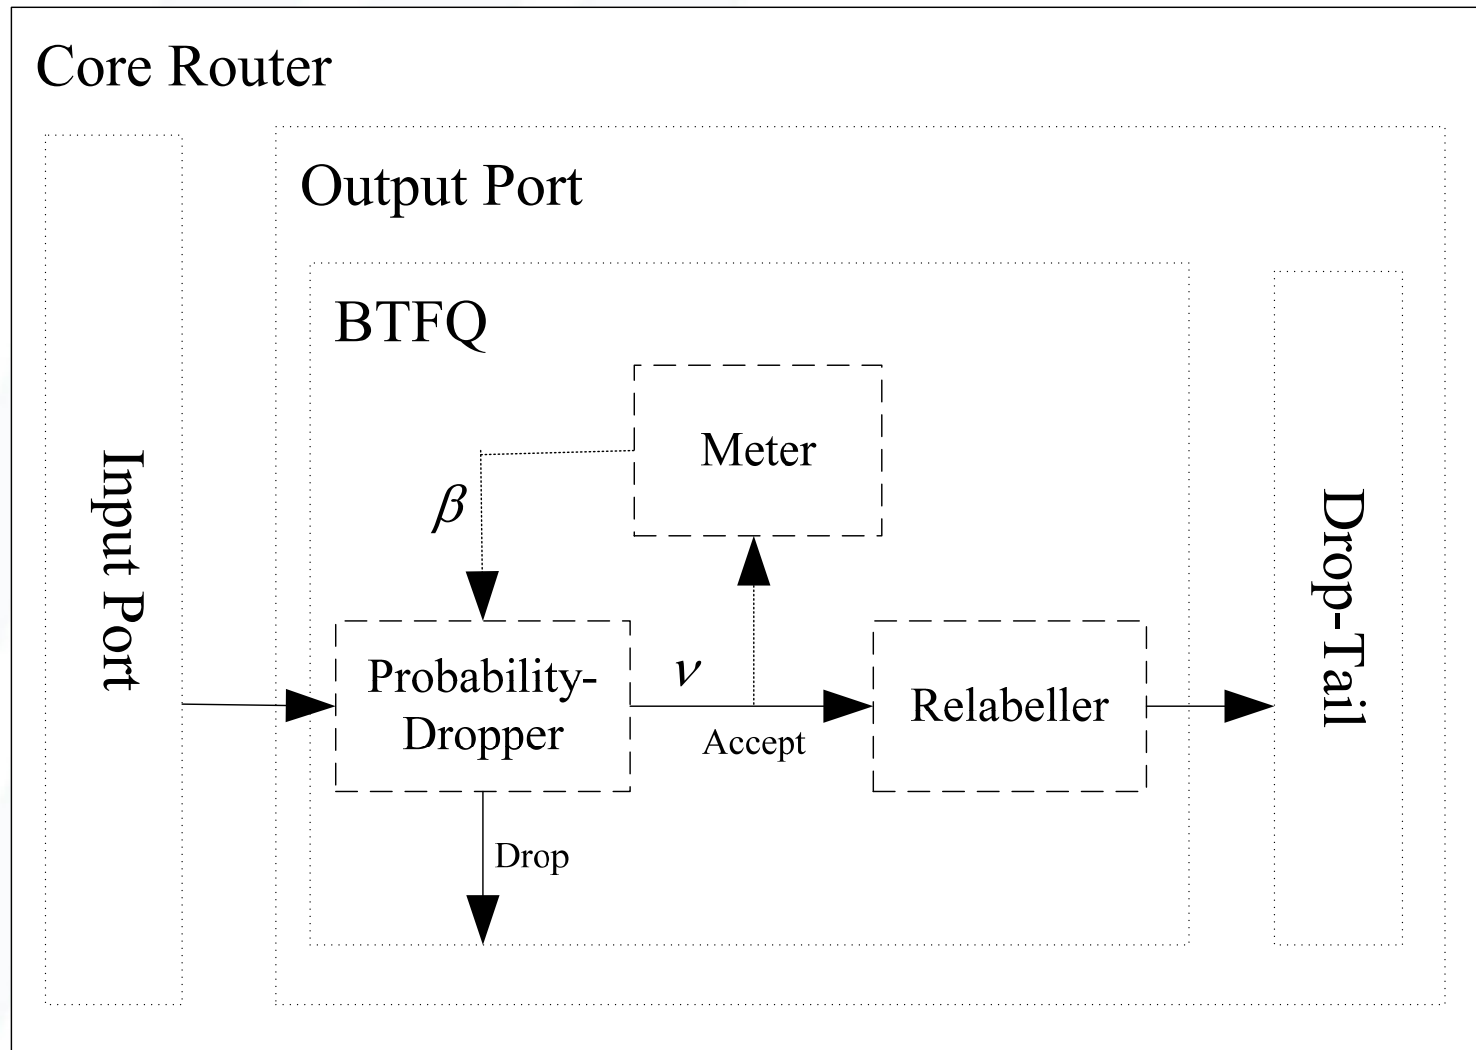 Core Router
Output Port
BTFQ
Meter
β
Input Port
Probability-
Dropper
ν
Accept
Relabeller
Drop-Tail
Drop